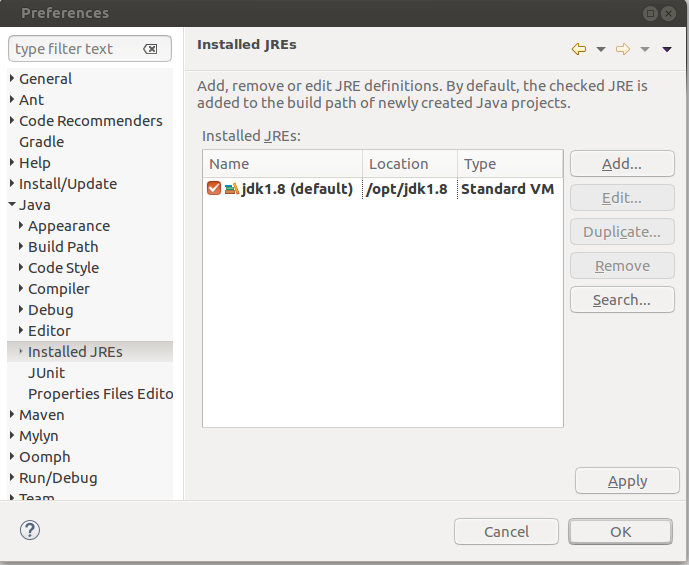 Preferences
type filter text
General
Ant
Code Recommenders
Gradle
Help
Install/Update
Java
Appearance
Build Path
Code Style
Compiler
Debug
Editor
Installed JREs
JUnit
Properties Files Edito
Maven
Mylyn
Oomph
Run/Debug
Team
Installed JREs
Add, remove or edit JRE definitions. By default, the checked JRE is
added to the build path of newly created Java projects.
Installed JREs:
Name Location Type
jdk1.8 (default) /opt/jdk1.8 Standard VM
Add...
Edit...
Duplicate...
Remove
Search...
Apply
Cancel OK